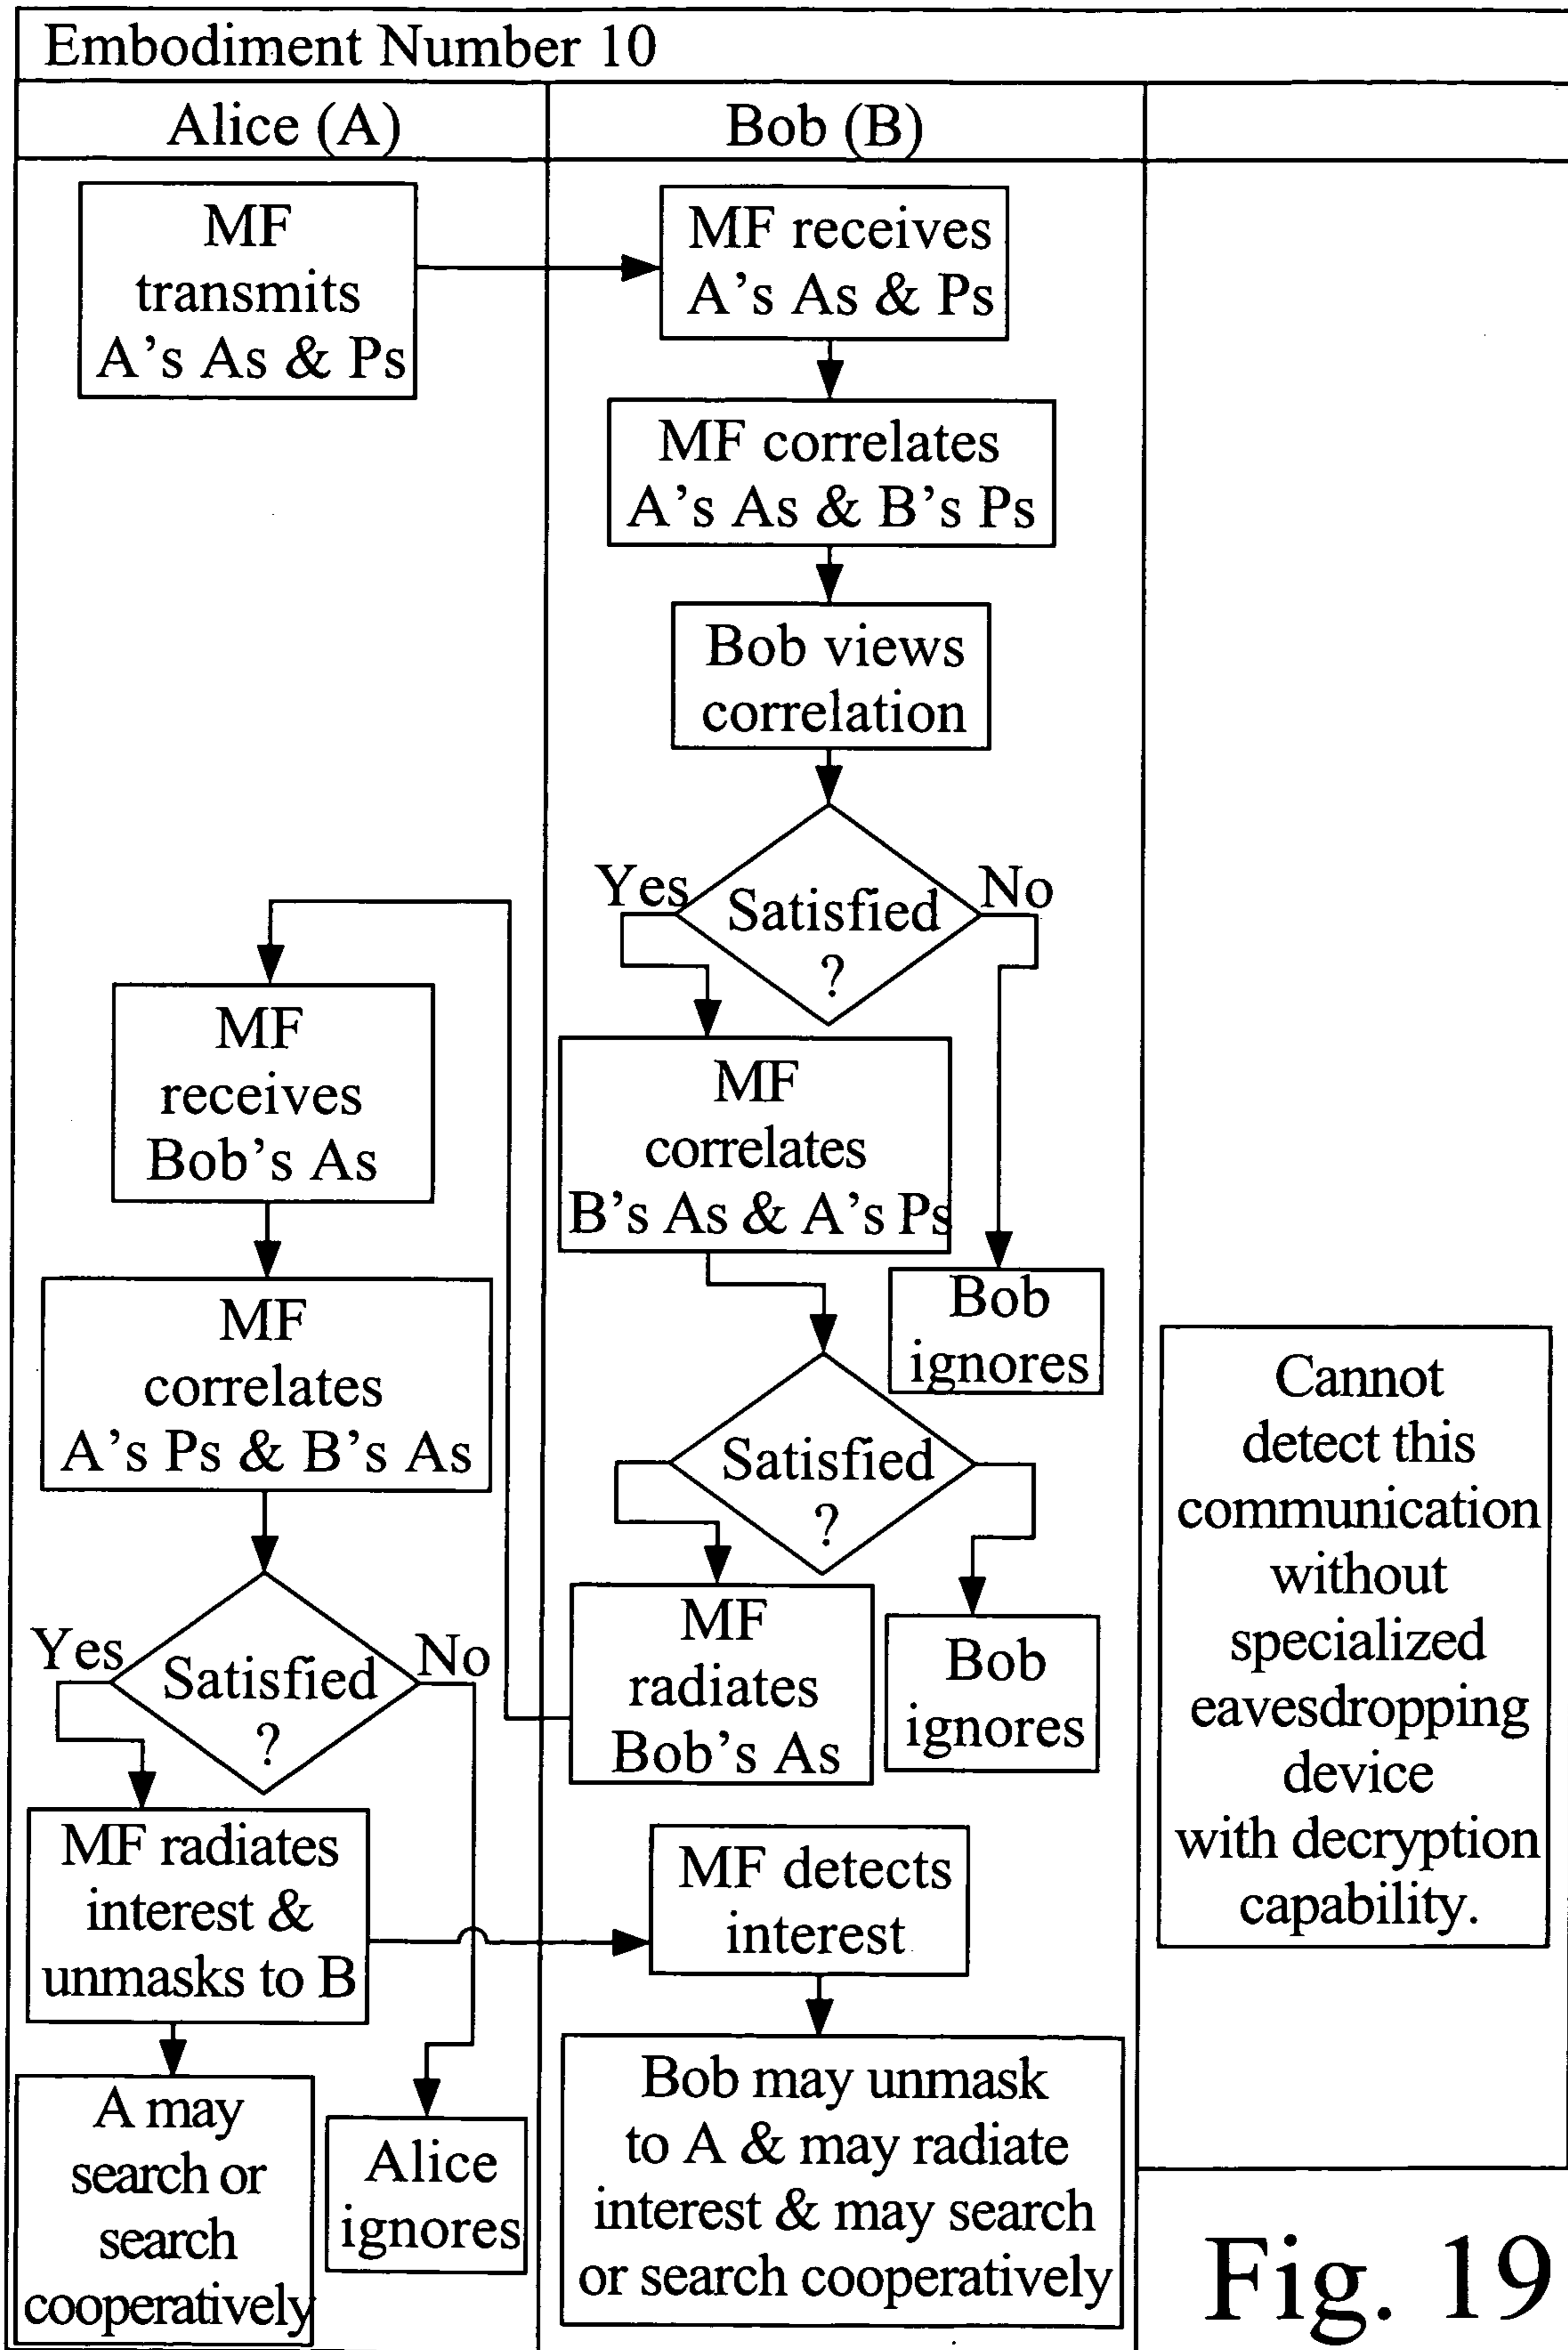 Embodiment Number 10
Alice (A)
Bob (B)
MF
transmits
A's As & Ps
MF receives
A's As & Ps
MF correlates
A's As & B's Ps
Bob views
correlation
Yes
Satisfied
?
No
MF
correlates
B's As & A's Ps
Bob
ignores
Satisfied
?
MF
radiates
Bob's As
Bob
ignores
MF
receives
Bob's As
MF
correlates
A's Ps & B's As
Yes
Satisfied
?
No
MF radiates
interest &
unmasks to B
MF detects
interest
A may
search or
search
cooperatively
Alice
ignores
Bob may unmask
to A & may radiate
interest & may search
or search cooperatively
Cannot
detect this
communication
without
specialized
eavesdropping
device
with decryption
capability.
Fig. 19